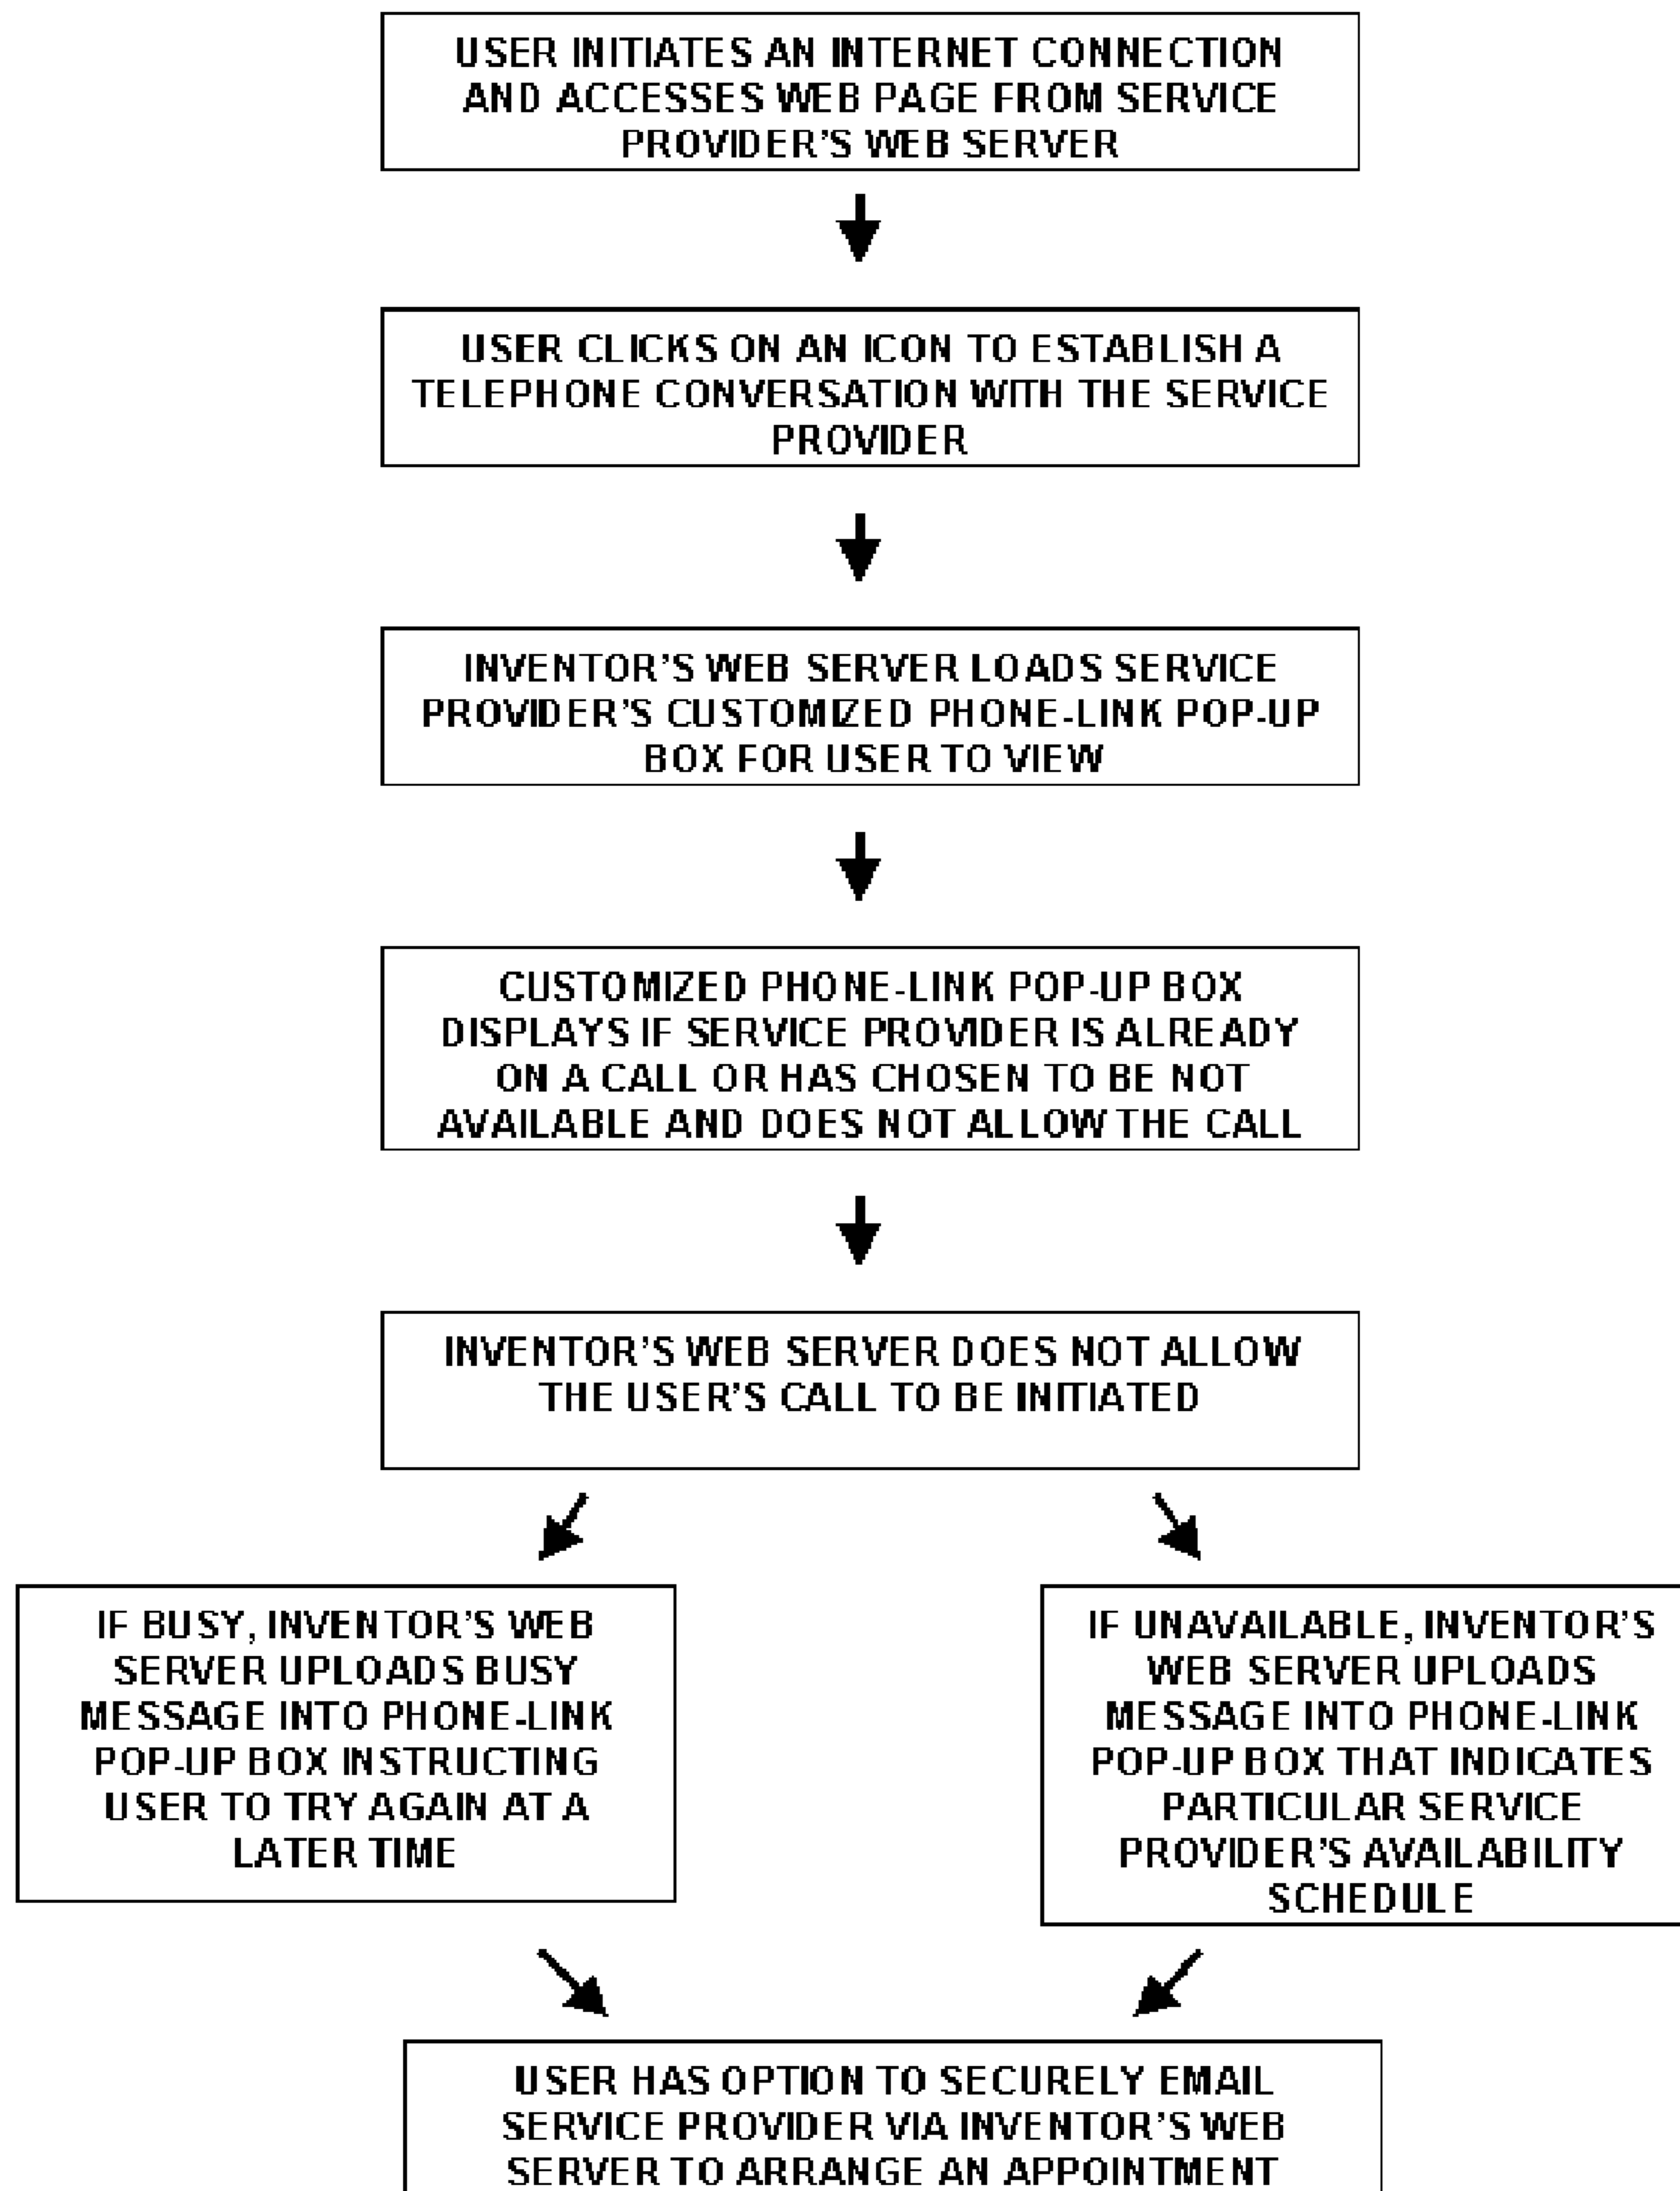 USER INITIATES AN INTERNET CONNECTION
AND ACCESSES WEB PAGE FROM SERVICE
PROVIDER'S WEB SERVER
USER CLICKS ON AN ICON TO ESTABLISH A
TELEPHONE CONVERSATION WITH THE SERVICE
PROVIDER
INVENTOR'S WEB SERVER LOADS SERVICE
PROVIDER'S CUSTOMIZED PHONE-LINK POP-UP
BOX FOR USER TO VIEW
CUSTOMIZED PHONE-LINK POP-UP BOX
DISPLAYS IF SERVICE PROVIDER IS ALREADY
ON A CALL OR HAS CHOSEN TO BE NOT
AVAILABLE AND DOES NOT ALLOW THE CALL
INVENTOR'S WEB SERVER DOES NOT ALLOW
THE USER'S CALL TO BE INITIATED
IF BUSY, INVENTOR'S WEB
SERVER UPLOADS BUSY
MESSAGE INTO PHONE-LINK
POP-UP BOX INSTRUCTING
USER TO TRY AGAIN AT A
LATER TIME
IF UNAVAILABLE, INVENTOR'S
WEB SERVER UPLOADS
MESSAGE INTO PHONE-LINK
POP-UP BOX THAT INDICATES
PARTICULAR SERVICE
PROVIDER'S AVAILABILITY
SCHEDULE
USER HAS OPTION TO SECURELY EMAIL
SERVICE PROVIDER VIA INVENTOR'S WEB
SERVER TO ARRANGE AN APPOINTMENT